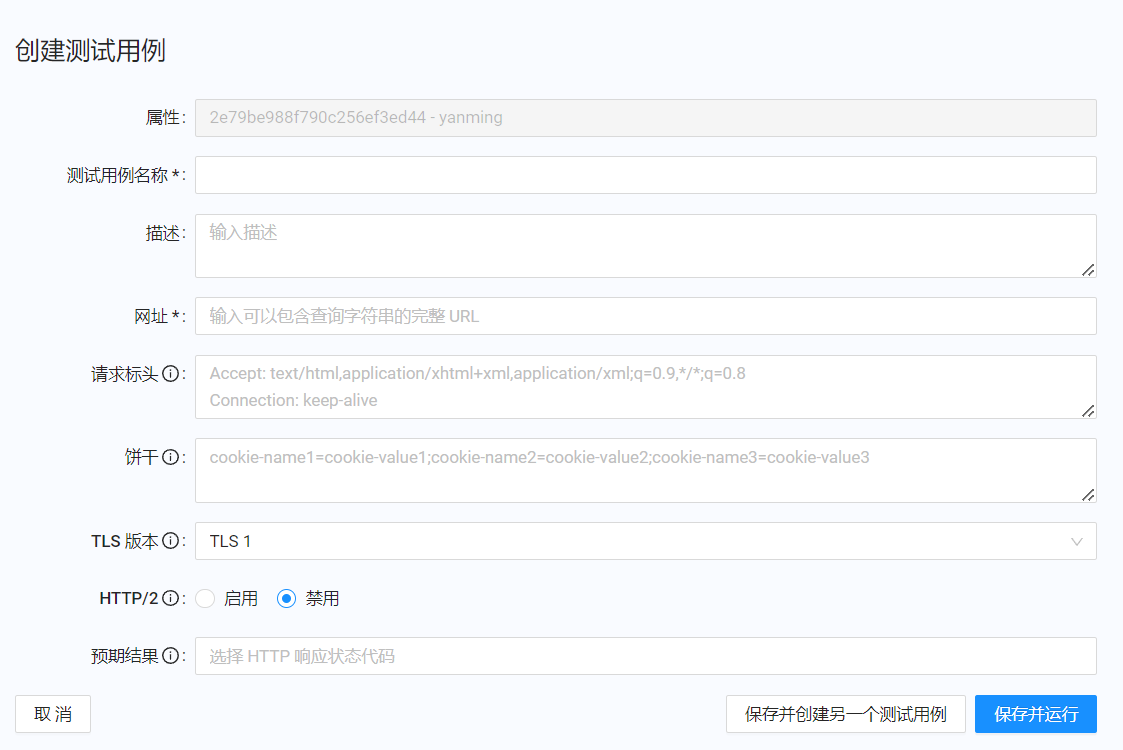 创建测试用例
属性: 2e79be988f790c256ef3ed44 - yanming
测试用例名称 *:
描述: 输入描述
网址 *: 输入可以包含查询字符串的完整 URL
请求标头: Accept: text/html,application/xhtml+xml,application/xml;q=0.9,*/*;q=0.8
Connection: keep-alive
饼干: cookie-name1=cookie-value1;cookie-name2=cookie-value2;cookie-name3=cookie-value3
TLS 版本: TLS 1
HTTP/2: 启用 禁用
预期结果: 选择 HTTP 响应状态代码
取 消 保存并创建另一个测试用例 保存并运行